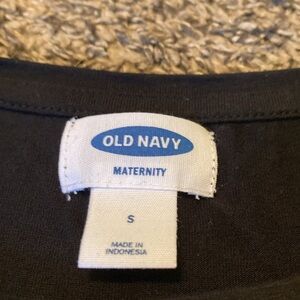 OLD NAVY
MATERNITY
S
MADE IN
INDONESIA